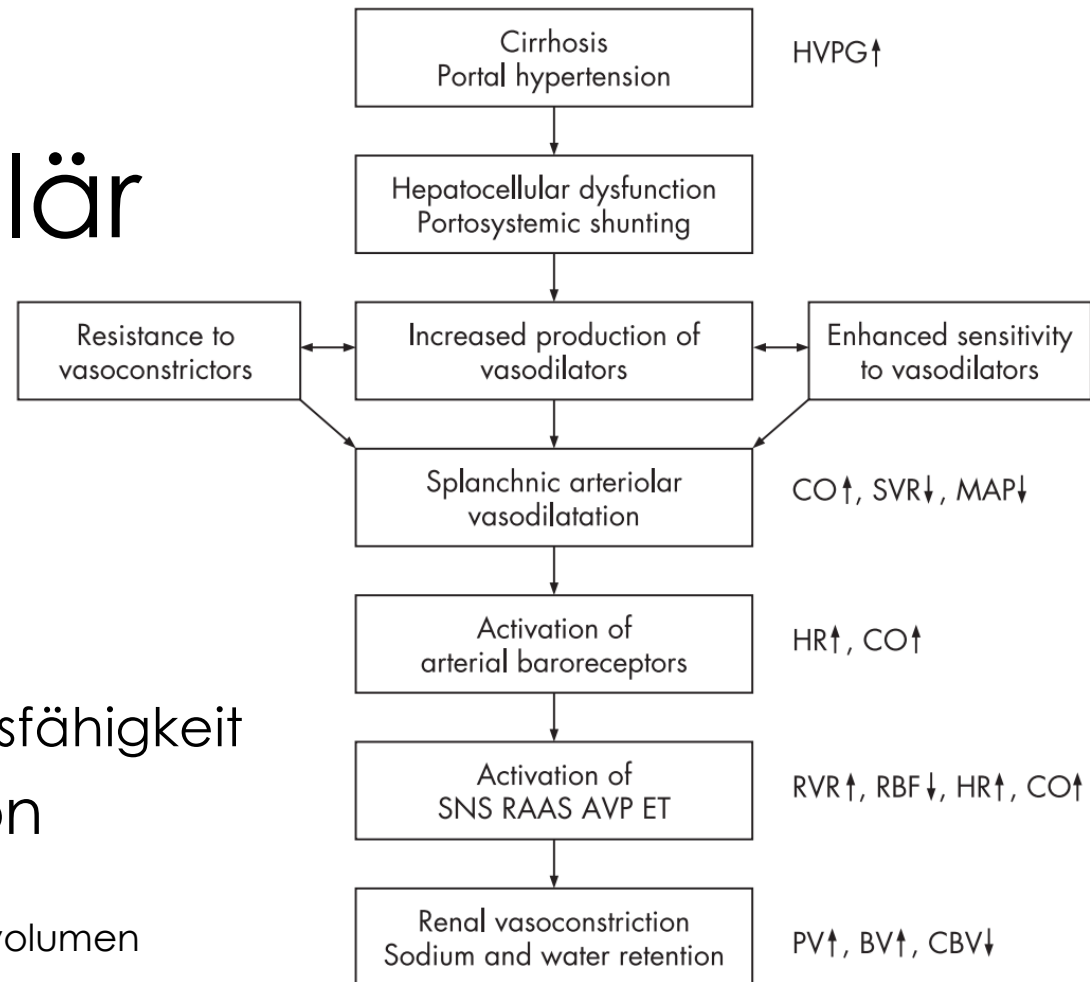 Cirrhosis
Portal hypertension
HVPG↑
lär
Hepatocellular dysfunction
Portosystemic shunting
Resistance to
vasoconstrictors
Increased production of
vasodilators
Enhanced sensitivity
to vasodilators
Splanchnic arteriolar
vasodilatation
CO↑, SVR↓, MAP↓
Activation of
arterial baroreceptors
HR↑, CO↑
sfähigkeit
on
Activation of
SNS RAAS AVP ET
RVR↑, RBF↓, HR↑, CO↑
volumen
Renal vasoconstriction
Sodium and water retention
PV↑, BV↑, CBV↓